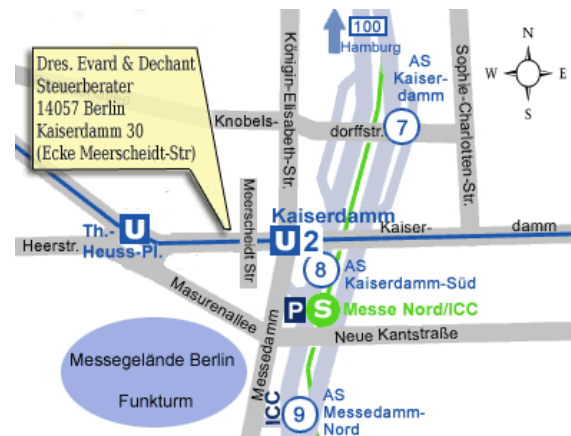 Dres. Evard & Dechant
Steuerberater
14057 Berlin
Kaiserdamm 30
(Ecke Meerscheidt-Str)
100
Hamburg
AS
Kaiser-
damm
7
Königin-Elisabeth-Str.
Sophie-Charlotten-Str.
N
W
E
S
Knobels-
dorffstr.
Meerscheidt Str
Th.-
Heuss-Pl.
U
Kaiserdamm
U 2
Kaiser-
damm
Heerstr.
8
AS
Kaiserdamm-Süd
Masurenallee
P
S
Messe Nord/ICC
Neue Kantstraße
Messedamm
Messegelände Berlin
Funkturm
ICC
9
AS
Messedamm-
Nord